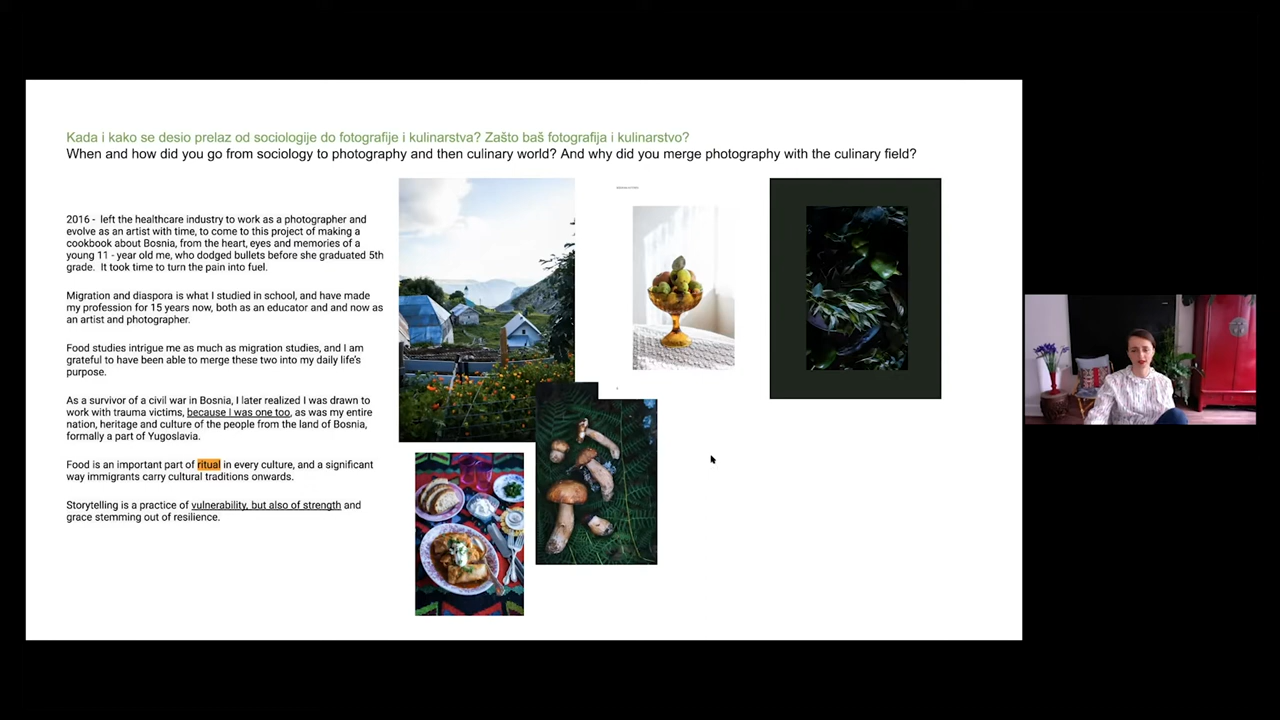 Kada i kako se desio prelaz od sociologije do fotografije i kulinarstva? Zašto baš fotografija i kulinarstvo?
When and how did you go from sociology to photography and then culinary world? And why did you merge photography with the culinary field?
2016 - left the healthcare industry to work as a photographer and
evolve as an artist with time, to come to this project of making a
cookbook about Bosnia, from the heart, eyes and memories of a
young 11 - year old me, who dodged bullets before she graduated 5th
grade. It took time to turn the pain into fuel.
Migration and diaspora is what I studied in school, and have made
my profession for 15 years now, both as an educator and and now as
an artist and photographer.
Food studies intrigue me as much as migration studies, and I am
grateful to have been able to merge these two into my daily life's
purpose.
As a survivor of a civil war in Bosnia, I later realized I was drawn to
work with trauma victims, because I was one too, as was my entire
nation, heritage and culture of the people from the land of Bosnia,
formally a part of Yugoslavia.
Food is an important part of ritual in every culture, and a significant
way immigrants carry cultural traditions onwards.
Storytelling is a practice of vulnerability, but also of strength and
grace stemming out of resilience.